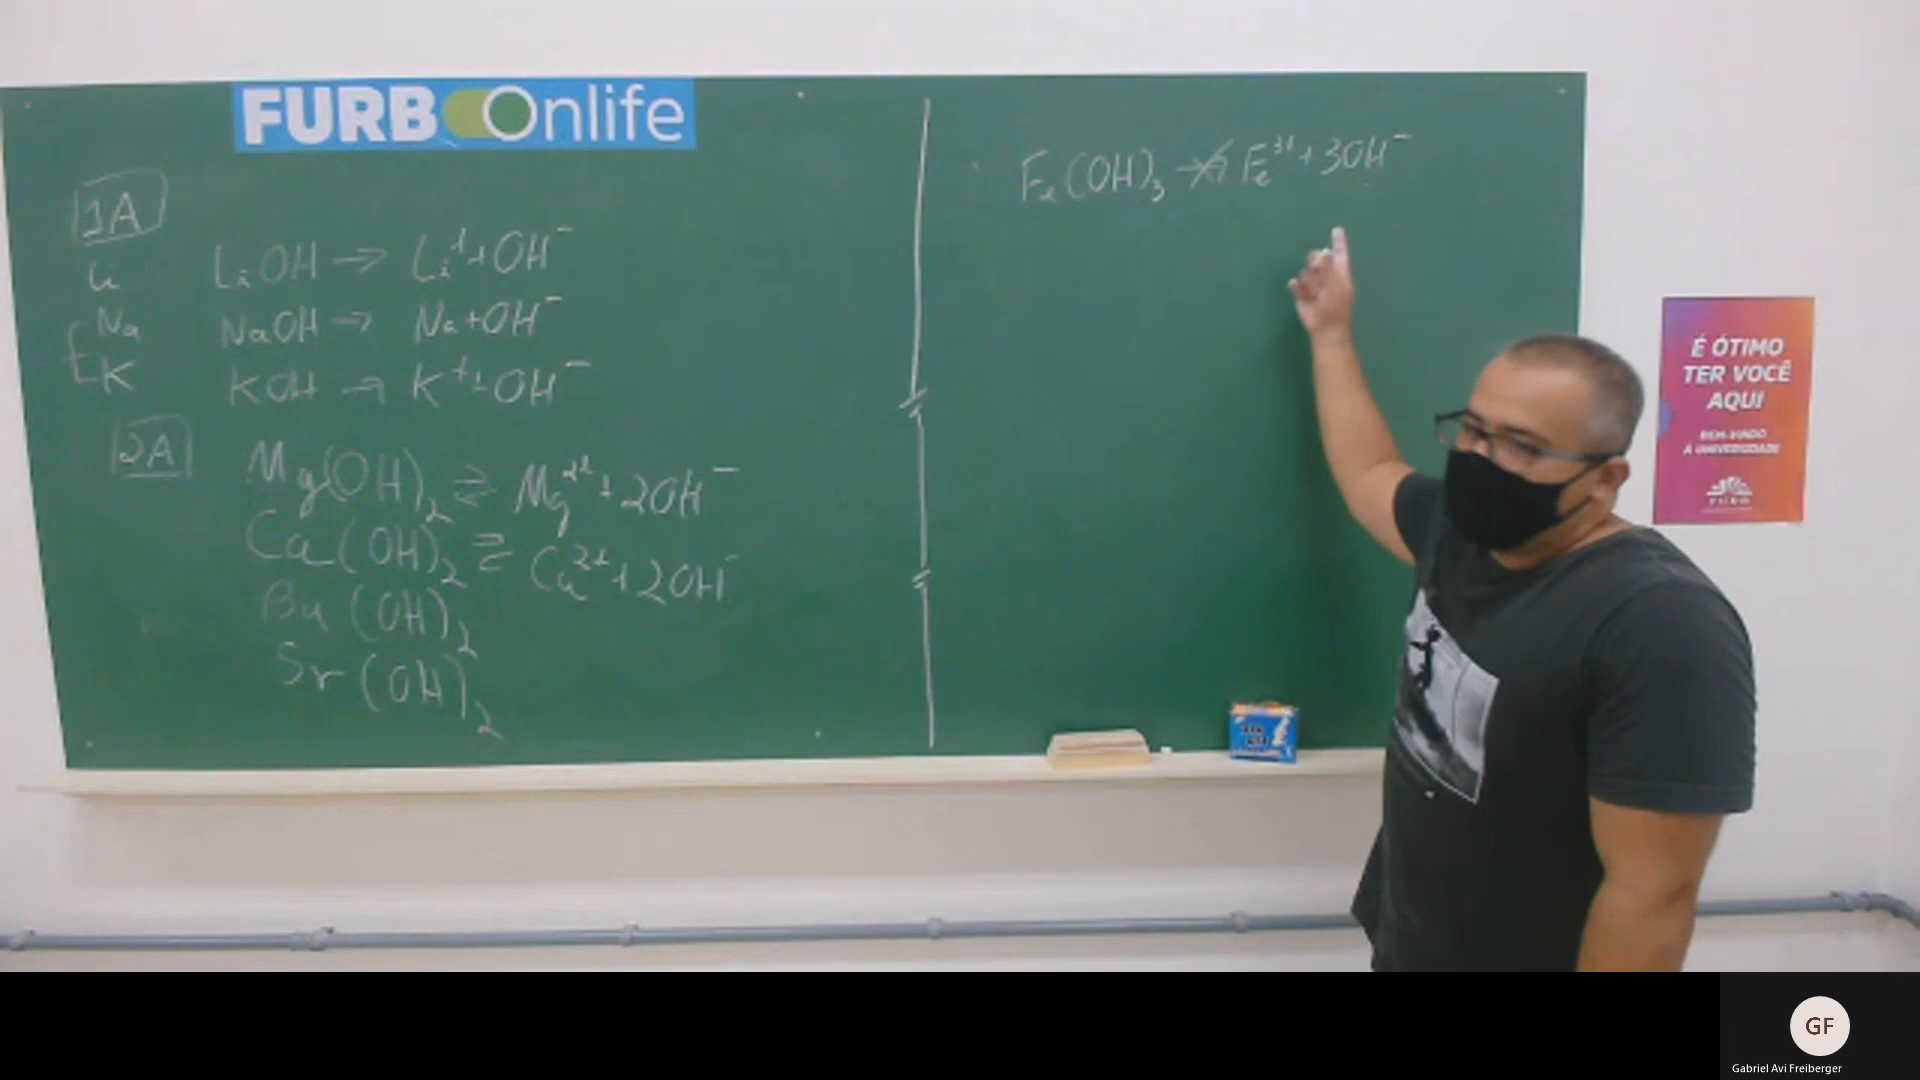 FURB Onlife
1A
Li LiOH → Li⁺ + OH⁻
Na NaOH → Na + OH⁻
K KOH → K⁺ + OH⁻
2A
Mg(OH)₂ ⇄ Mg²⁺ + 2OH⁻
Ca(OH)₂ ⇄ Ca²⁺ + 2OH⁻
Ba(OH)₂
Sr(OH)₂
Fe(OH)₃ → Fe³⁺ + 3OH⁻
É ÓTIMO
TER VOCÊ
AQUI
BEM-VINDO
À UNIVERSIDADE
FURB
GF
Gabriel Avi Freiberger